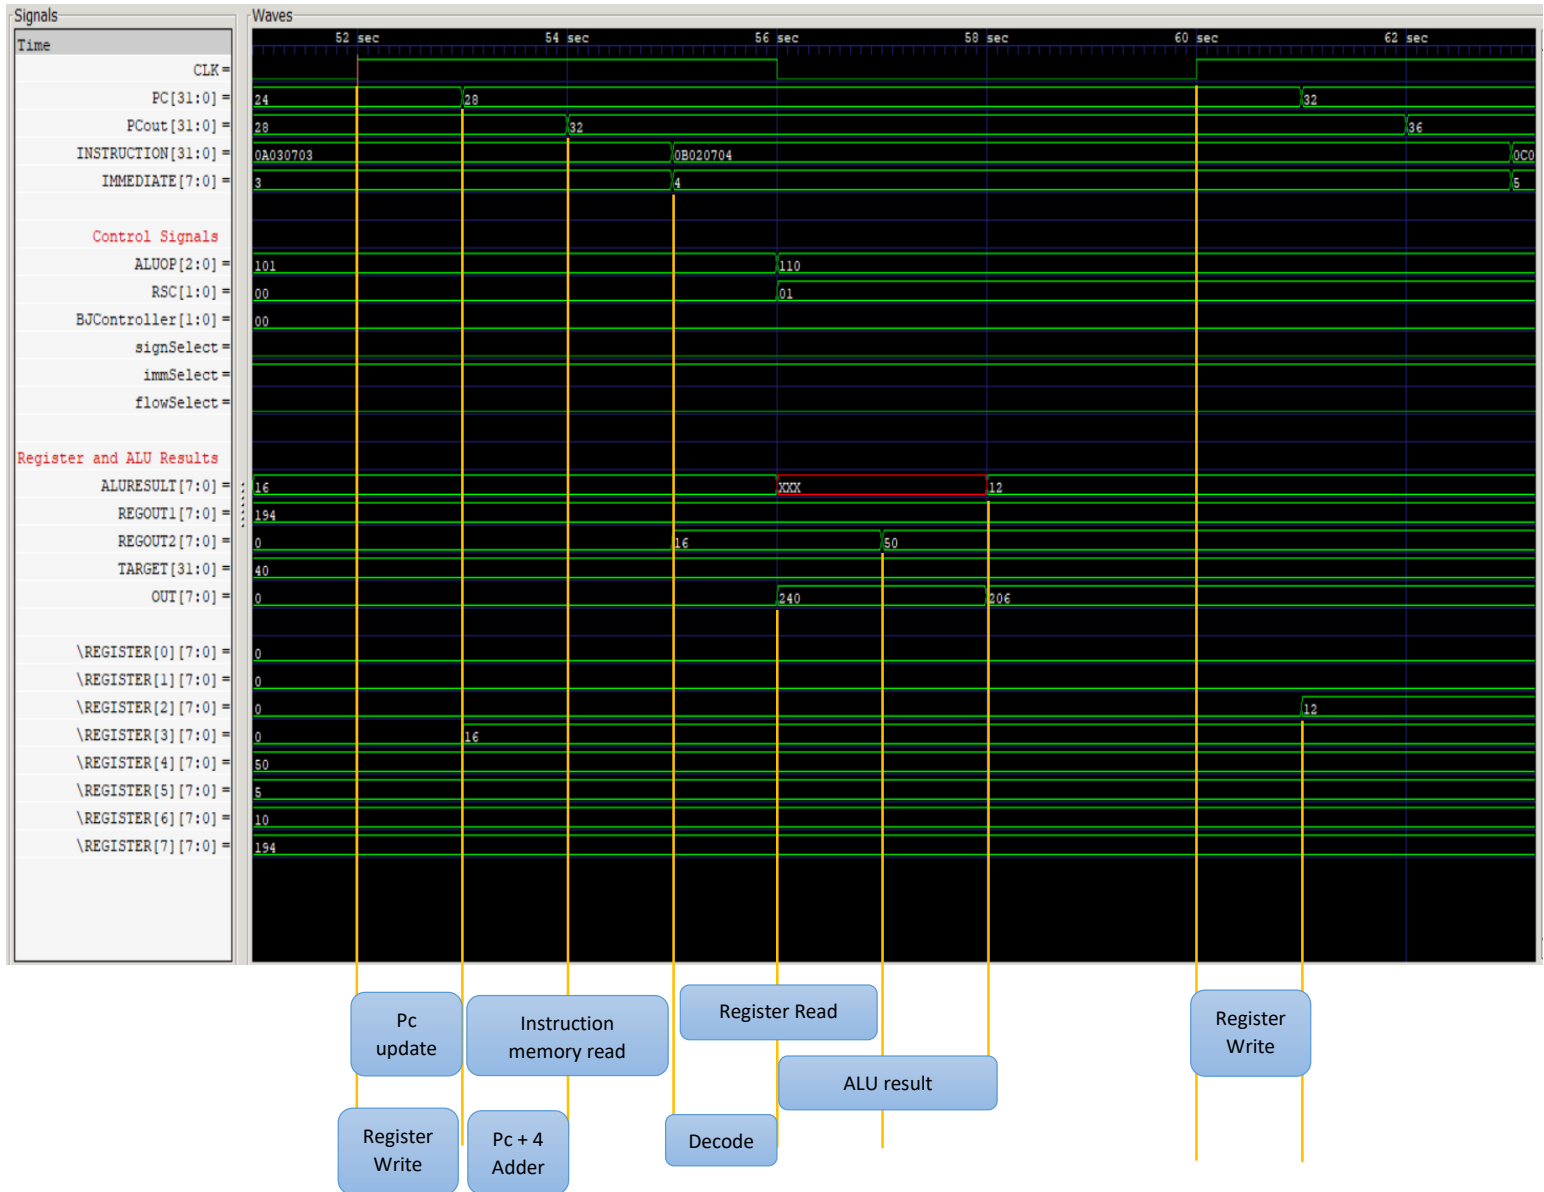 Signals
Waves
Time
52 sec 54 sec 56 sec 58 sec 60 sec 62 sec
CLK =
PC[31:0] = 24 28 32
PCout[31:0] = 28 32 36
INSTRUCTION[31:0] = 0A030703 0B020704 0C0
IMMEDIATE[7:0] = 3 4 5
Control Signals
ALUOP[2:0] = 101 110
RSC[1:0] = 00 01
BJController[1:0] = 00
signSelect =
immSelect =
flowSelect =
Register and ALU Results
ALURESULT[7:0] = 16 XXX 12
REGOUT1[7:0] = 194
REGOUT2[7:0] = 0 16 50
TARGET[31:0] = 40
OUT[7:0] = 0 240 206
\REGISTER[0][7:0] = 0
\REGISTER[1][7:0] = 0
\REGISTER[2][7:0] = 0 12
\REGISTER[3][7:0] = 0 16
\REGISTER[4][7:0] = 50
\REGISTER[5][7:0] = 5
\REGISTER[6][7:0] = 10
\REGISTER[7][7:0] = 194
Pc
update
Instruction
memory read
Register Read
Register
Write
ALU result
Register
Write
Pc + 4
Adder
Decode